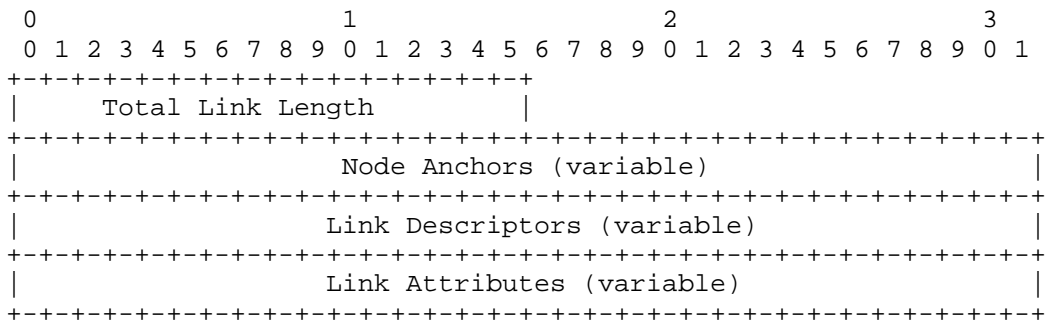 0                   1                   2                   3
 0 1 2 3 4 5 6 7 8 9 0 1 2 3 4 5 6 7 8 9 0 1 2 3 4 5 6 7 8 9 0 1
+-+-+-+-+-+-+-+-+-+-+-+-+-+-+-+-+
|     Total Link Length         |
+-+-+-+-+-+-+-+-+-+-+-+-+-+-+-+-+-+-+-+-+-+-+-+-+-+-+-+-+-+-+-+-+
|                    Node Anchors (variable)                    |
+-+-+-+-+-+-+-+-+-+-+-+-+-+-+-+-+-+-+-+-+-+-+-+-+-+-+-+-+-+-+-+-+
|                   Link Descriptors (variable)                 |
+-+-+-+-+-+-+-+-+-+-+-+-+-+-+-+-+-+-+-+-+-+-+-+-+-+-+-+-+-+-+-+-+
|                   Link Attributes (variable)                  |
+-+-+-+-+-+-+-+-+-+-+-+-+-+-+-+-+-+-+-+-+-+-+-+-+-+-+-+-+-+-+-+-+